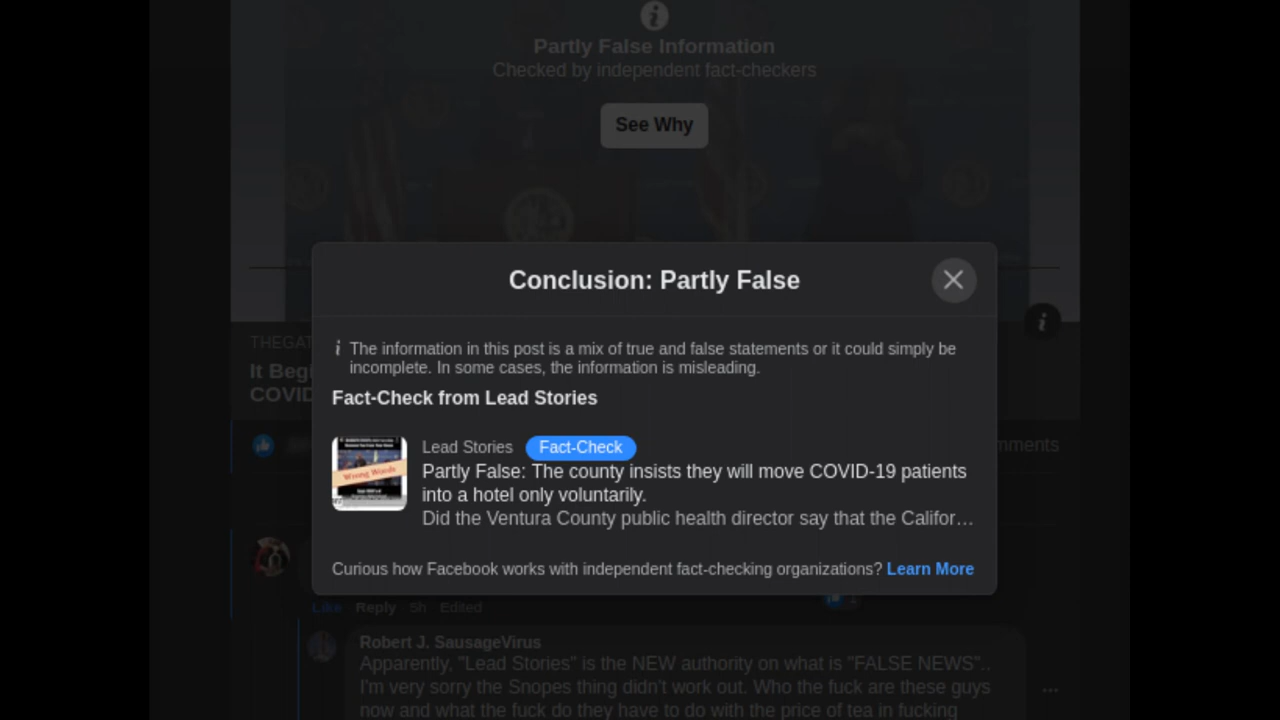 Partly False Information
Checked by independent fact-checkers
See Why
Conclusion: Partly False
The information in this post is a mix of true and false statements or it could simply be
incomplete. In some cases, the information is misleading.
THEGAT
It Begi
COVID
Fact-Check from Lead Stories
Lead Stories Fact-Check
mments
Partly False: The county insists they will move COVID-19 patients
into a hotel only voluntarily.
Did the Ventura County public health director say that the Califor…
Wrong Words
Curious how Facebook works with independent fact-checking organizations? Learn More
Like Reply 5h Edited
Robert J. SausageVirus
Apparently, "Lead Stories" is the NEW authority on what is "FALSE NEWS"..
I'm very sorry the Snopes thing didn't work out. Who the fuck are these guys
now and what the fuck do they have to do with the price of tea in fucking